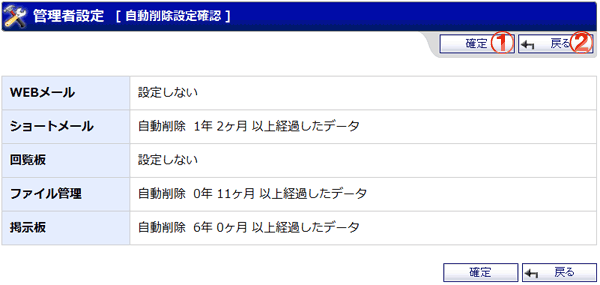 管理者設定 [ 自動削除設定確認 ]
確定 ① 戻る ②
WEBメール 設定しない
ショートメール 自動削除 1年 2ヶ月 以上経過したデータ
回覧板 設定しない
ファイル管理 自動削除 0年 11ヶ月 以上経過したデータ
掲示板 自動削除 6年 0ヶ月 以上経過したデータ
確定 戻る